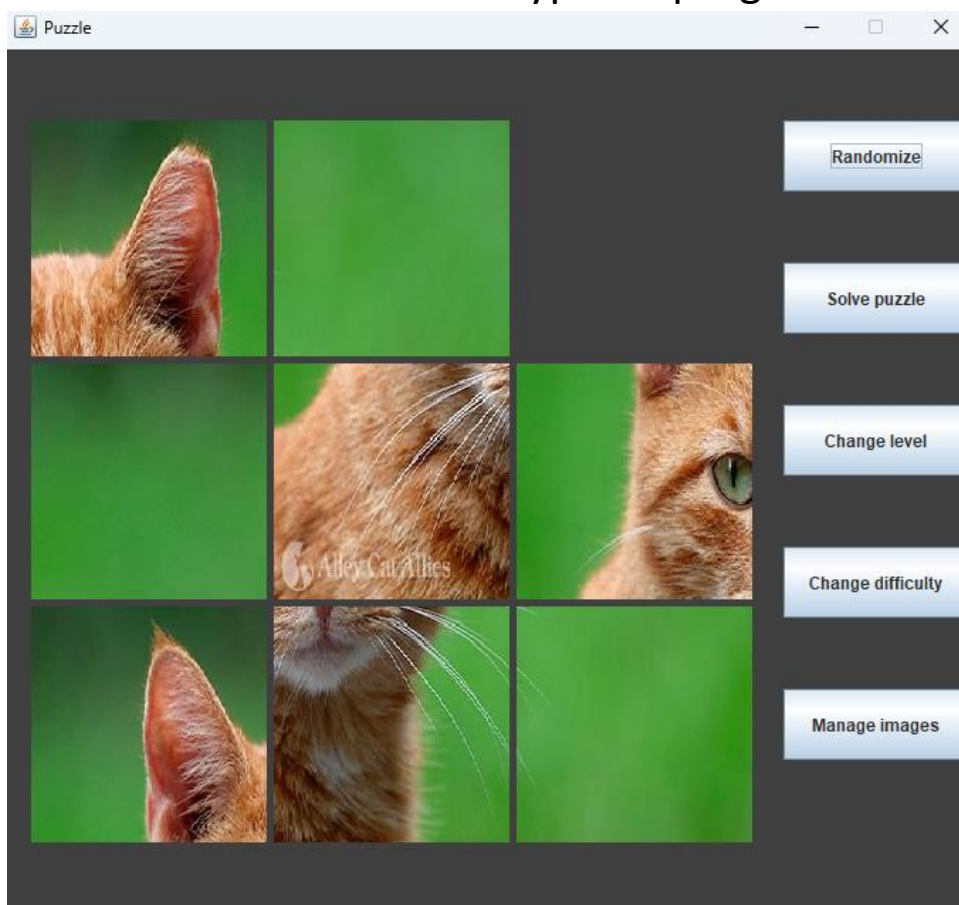 Puzzle
Randomize
Solve puzzle
Alley Cat Allies
Change level
Change difficulty
Manage images